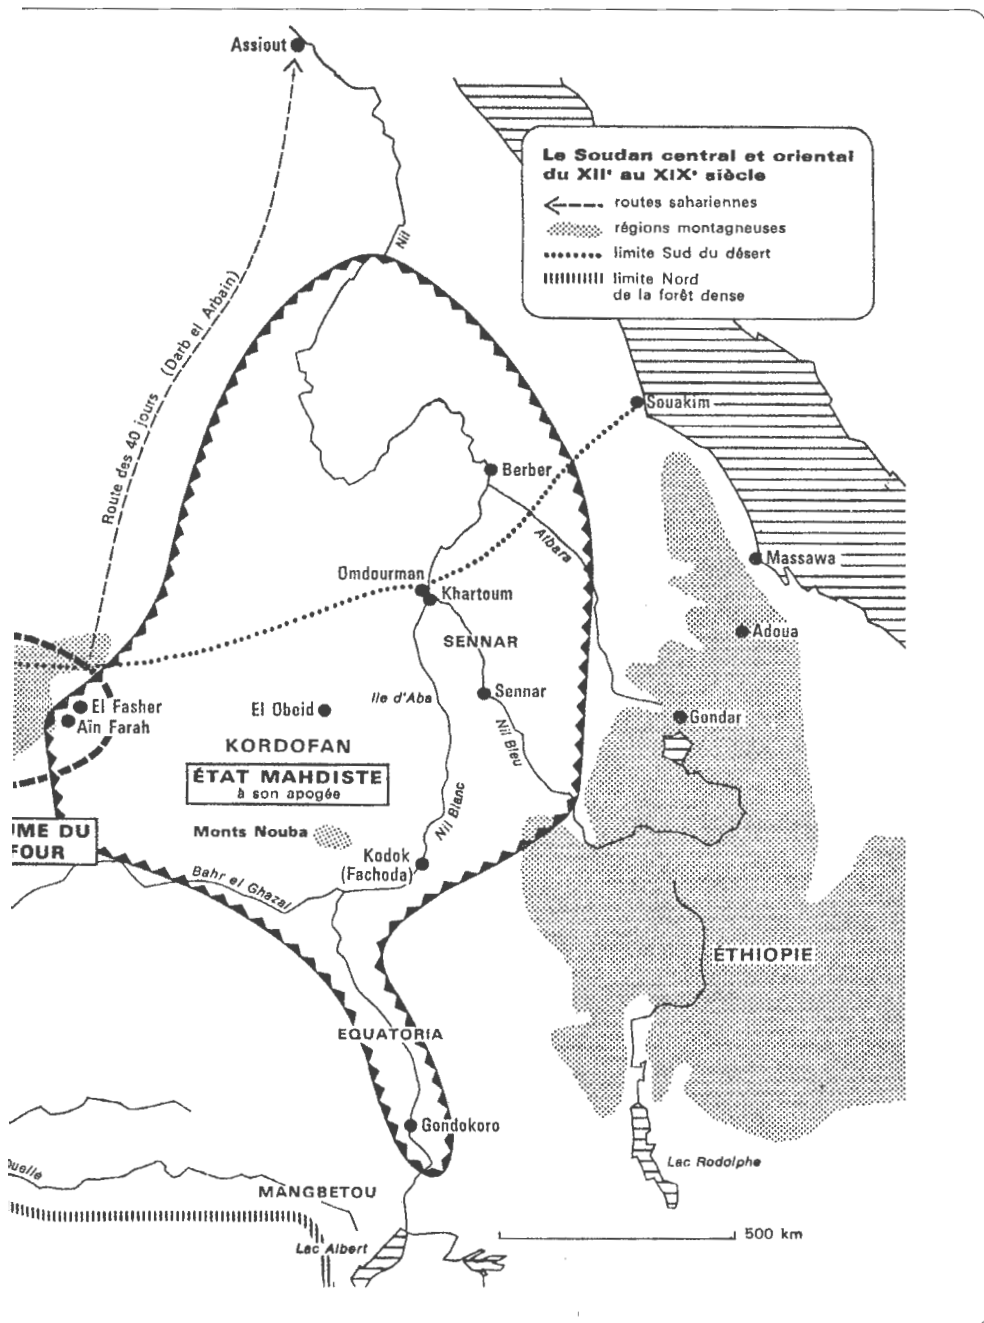 Assiout
Le Soudan central et oriental
du XIIᵉ au XIXᵉ siècle
routes sahariennes
régions montagneuses
limite Sud du désert
limite Nord
de la forêt dense
Nil
Route des 40 jours (Darb el Arbain)
Souakim
Berber
Atbara
Massawa
Omdourman
Khartoum
Adoua
SENNAR
Ile d'Aba
Sennar
El Fasher
Aïn Farah
El Obeid
Gondar
Nil Bleu
KORDOFAN
ÉTAT MAHDISTE
à son apogée
Nil Blanc
UME DU
FOUR
Monts Nouba
Kodok
(Fachoda)
Bahr el Ghazal
ÉTHIOPIE
EQUATORIA
Gondokoro
ouelle
Lac Rodolphe
MANGBETOU
Lac Albert
500 km